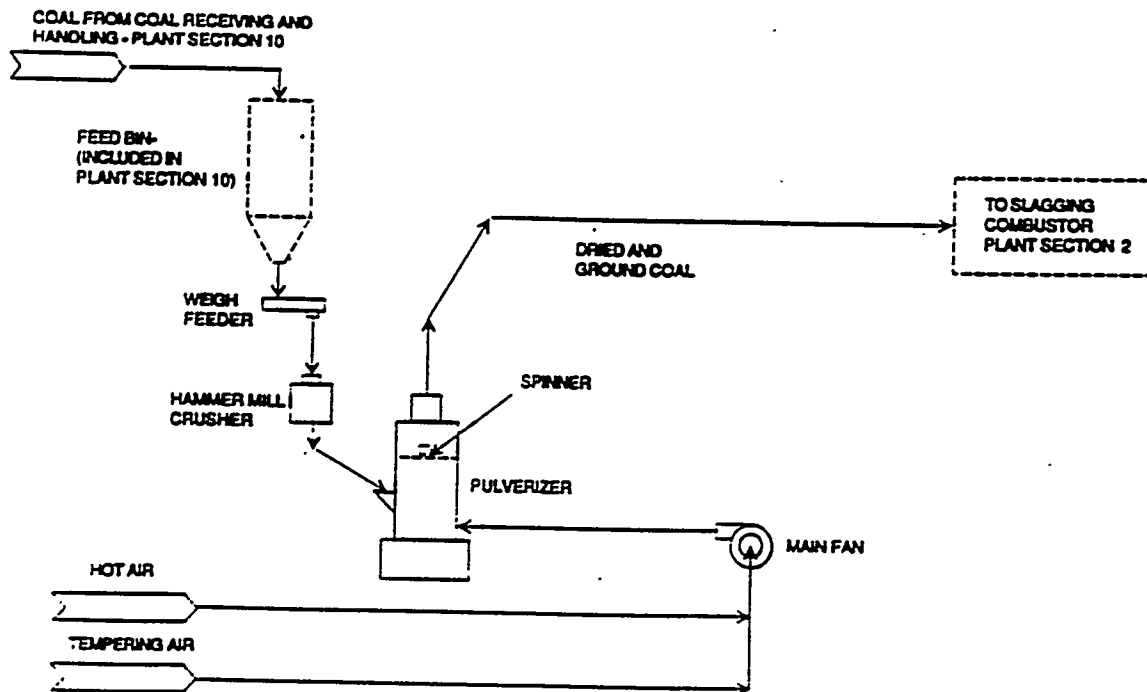 COAL FROM COAL RECEIVING AND
HANDLING - PLANT SECTION 10
FEED BIN-
(INCLUDED IN
PLANT SECTION 10)
TO SLAGGING
COMBUSTOR
PLANT SECTION 2
DRIED AND
GROUND COAL
WEIGH
FEEDER
SPINNER
HAMMER MILL
CRUSHER
PULVERIZER
MAIN FAN
HOT AIR
TEMPERING AIR